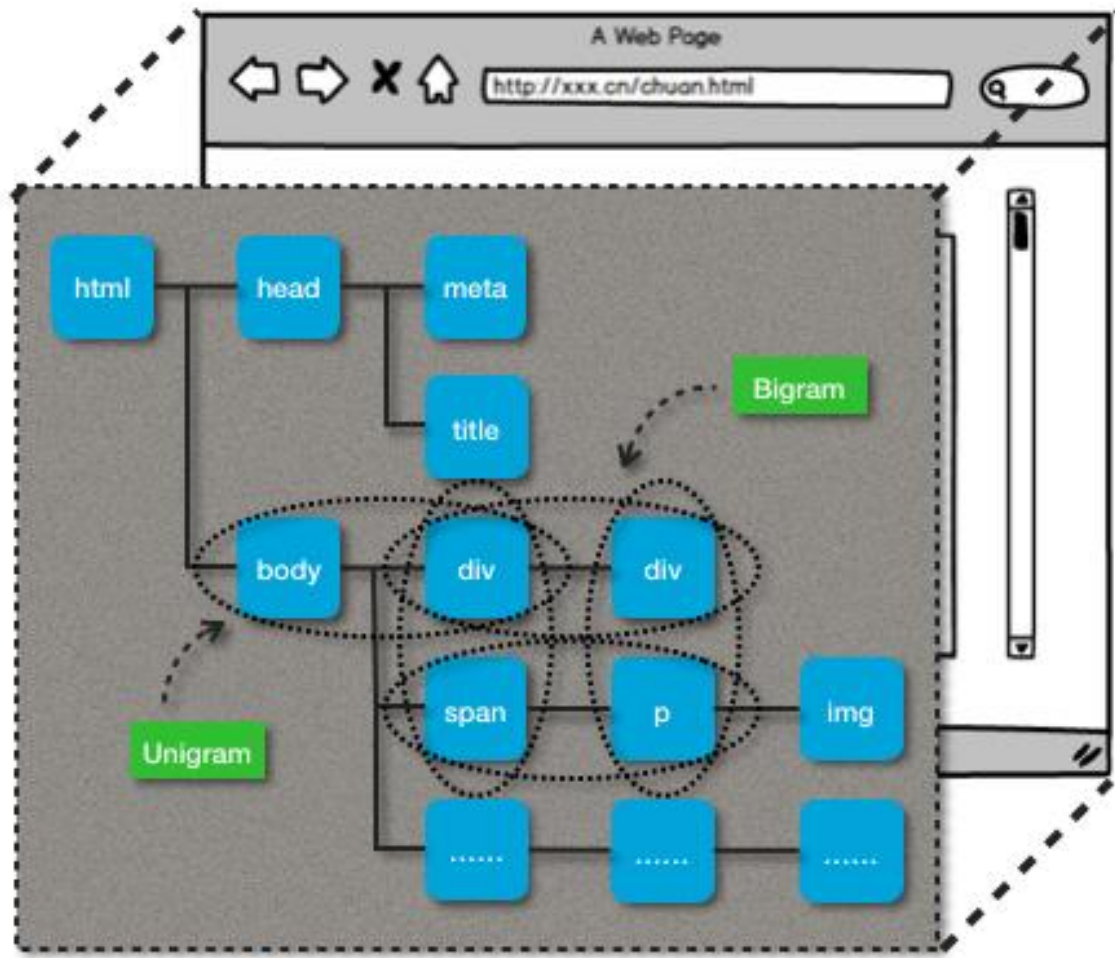 A Web Page
http://xxx.cn/chuan.html
html
head
meta
title
Bigram
body
div
div
span
p
img
Unigram
......
......
......